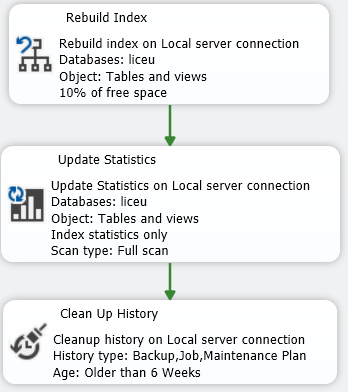 Rebuild Index
Rebuild index on Local server connection
Databases: liceu
Object: Tables and views
10% of free space
Update Statistics
Update Statistics on Local server connection
Databases: liceu
Object: Tables and views
Index statistics only
Scan type: Full scan
Clean Up History
Cleanup history on Local server connection
History type: Backup,Job,Maintenance Plan
Age: Older than 6 Weeks